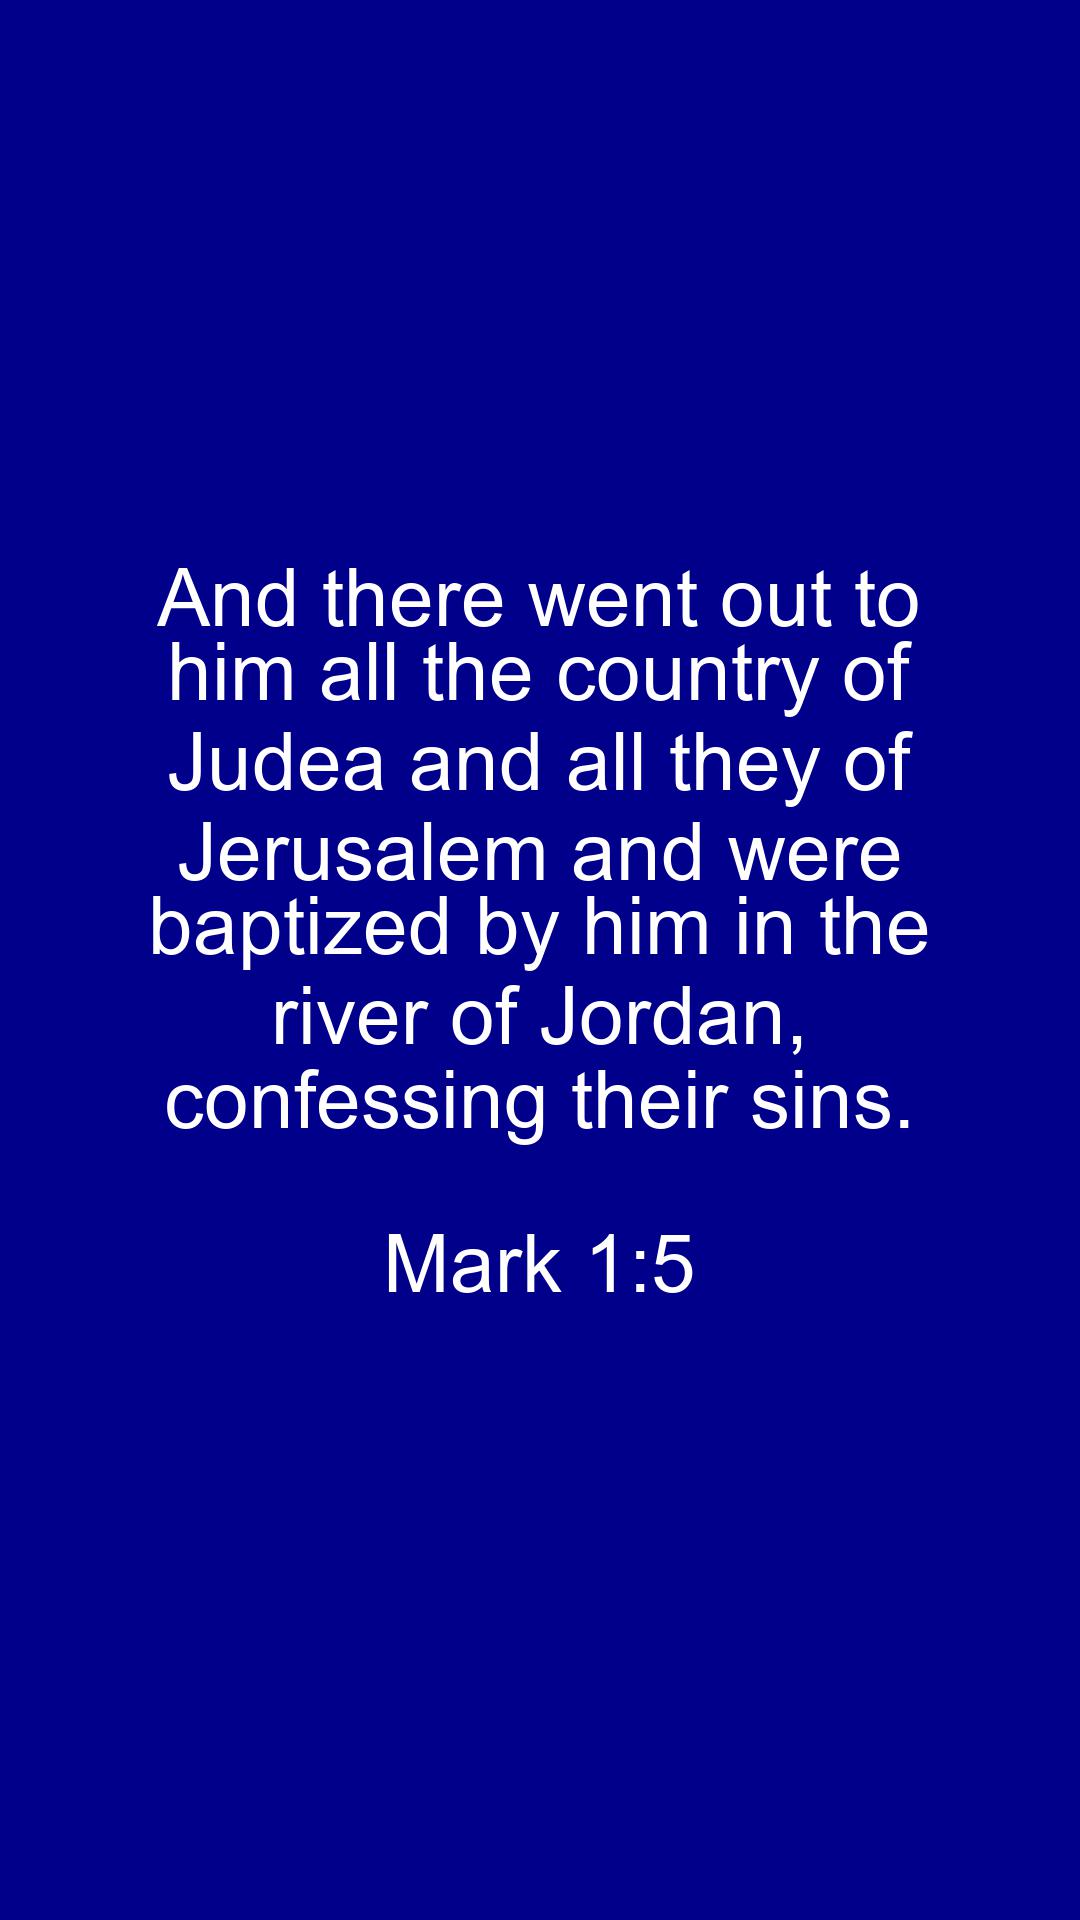 And there went out to
him all the country of
Judea and all they of
Jerusalem and were
baptized by him in the
river of Jordan,
confessing their sins.
Mark 1:5